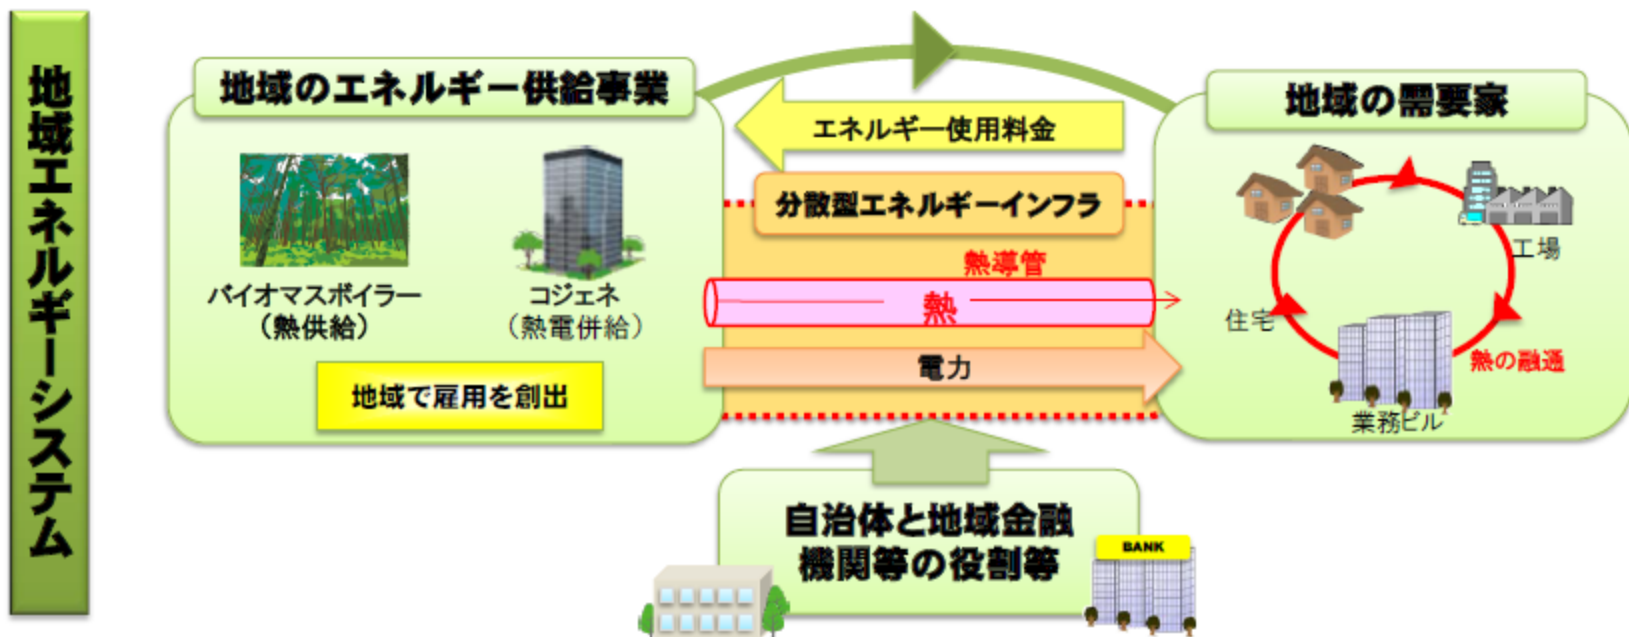 地域エネルギーシステム
地域のエネルギー供給事業
バイオマスボイラー
（熱供給）
コジェネ
（熱電併給）
地域で雇用を創出
エネルギー使用料金
分散型エネルギーインフラ
熱導管
熱
電力
地域の需要家
工場
住宅
熱の融通
業務ビル
自治体と地域金融
機関等の役割等
BANK